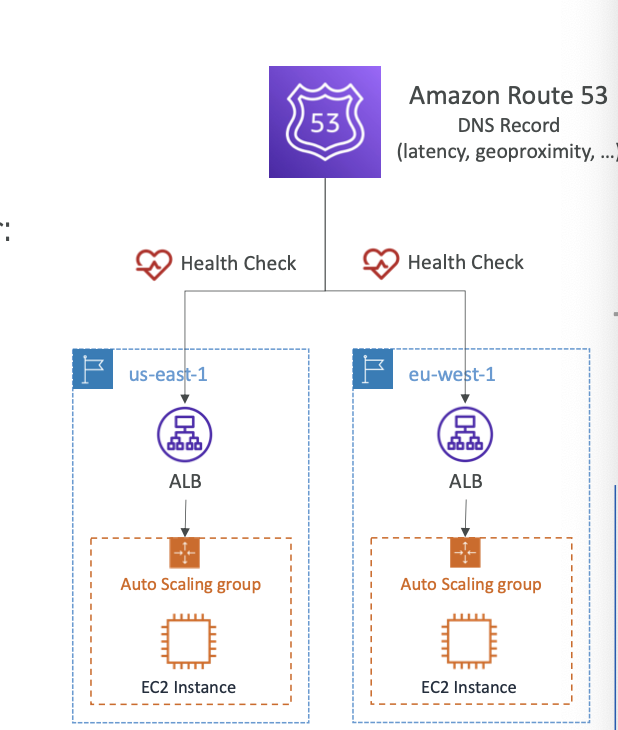 53
Amazon Route 53
DNS Record
(latency, geoproximity, ...)
:
Health Check
Health Check
us-east-1
eu-west-1
ALB
ALB
Auto Scaling group
Auto Scaling group
EC2 Instance
EC2 Instance